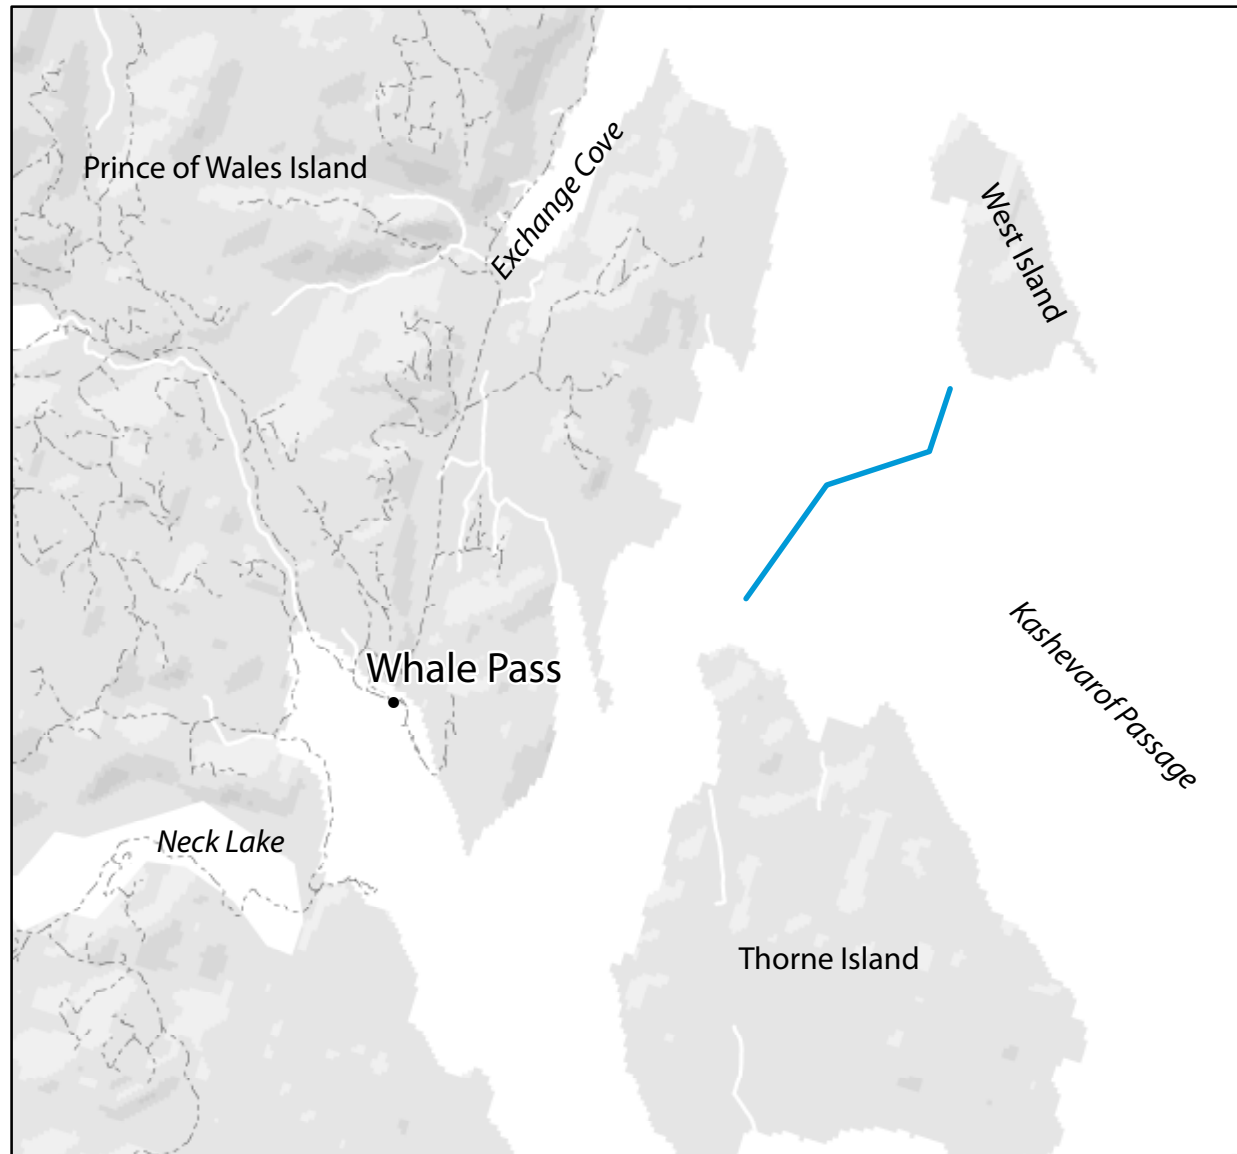 Prince of Wales Island
Exchange Cove
West Island
Kashevarof Passage
Whale Pass
Neck Lake
Thorne Island